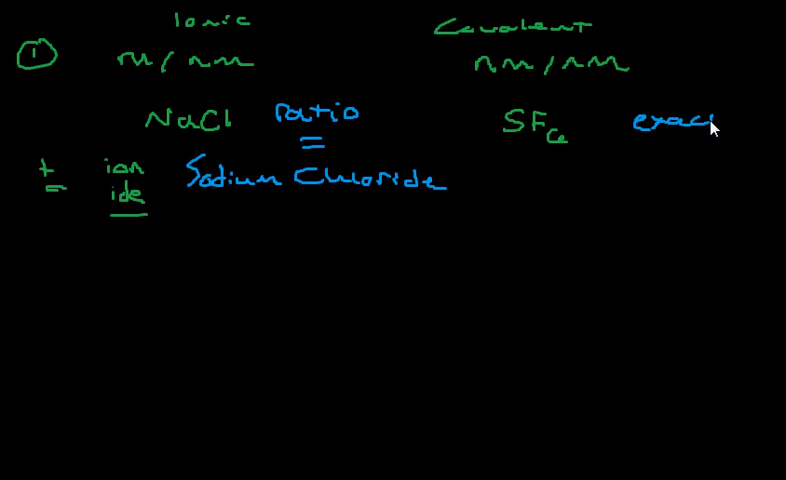 Ionic Covalent
① m/nm nm/nm
NaCl ratio SF6 exact
+ ion Sodium Chloride
- ide